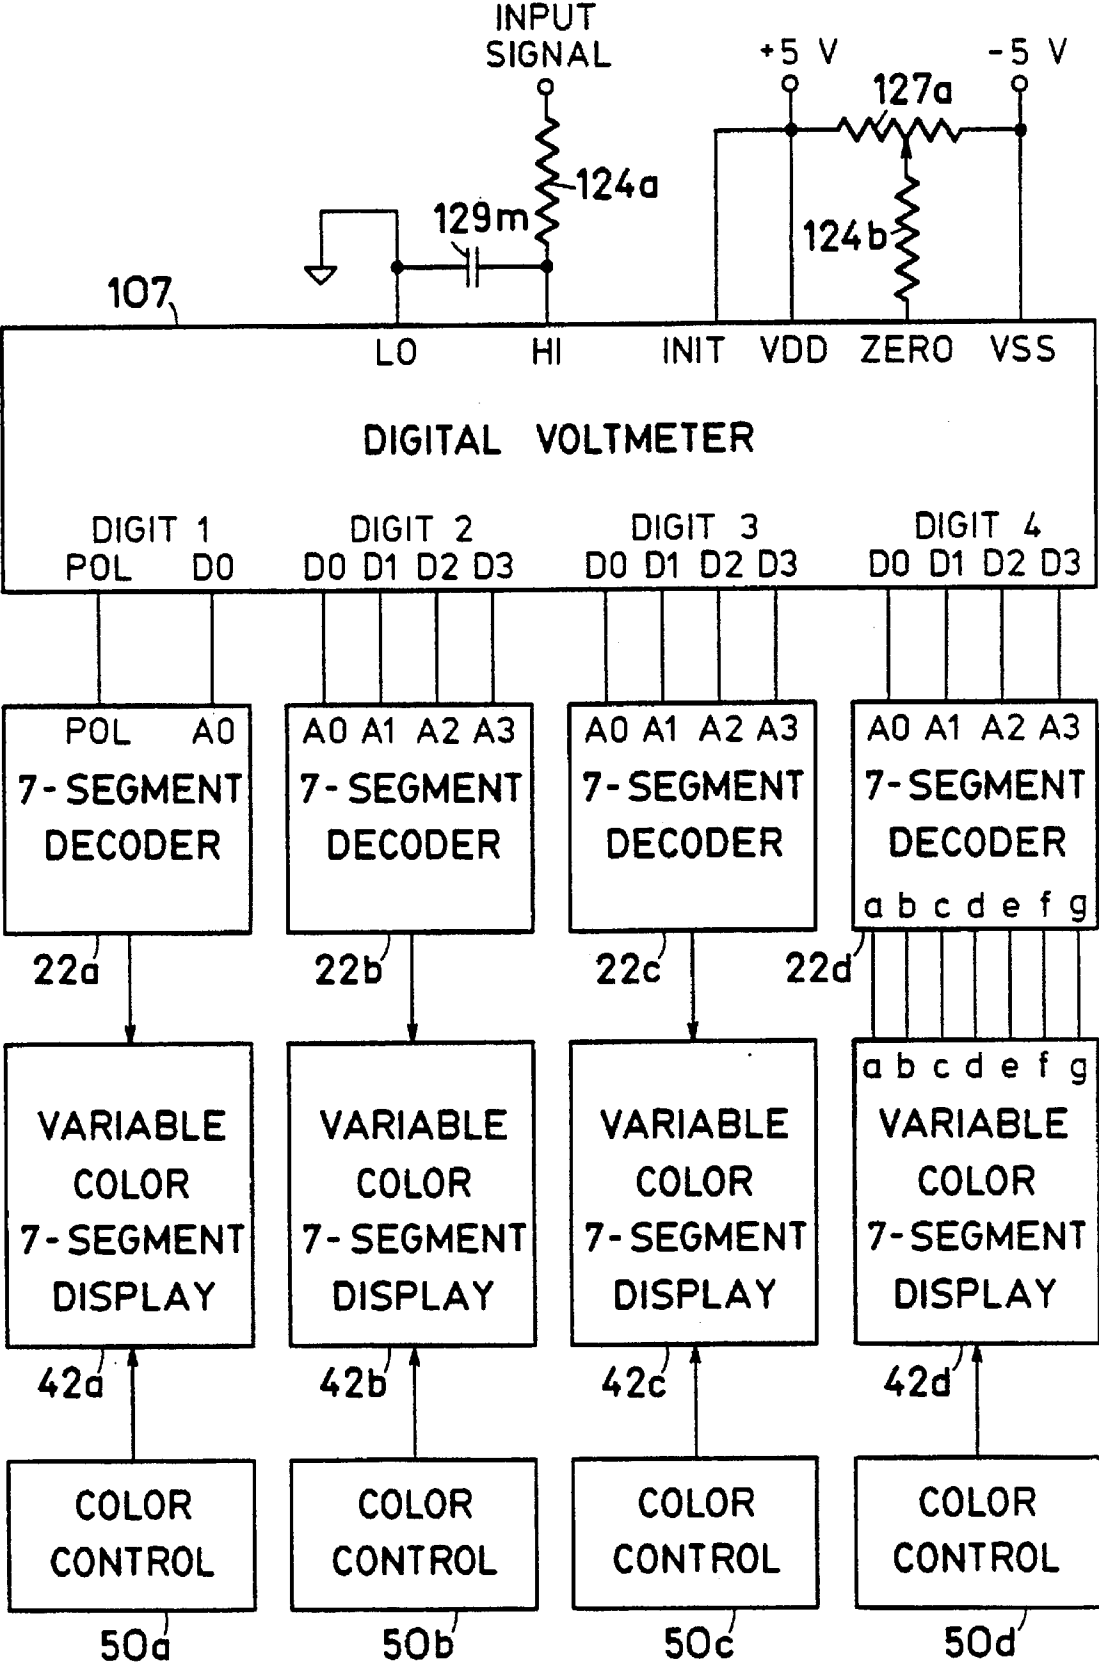 INPUT
SIGNAL
+5 V
-5 V
127a
124a
129m
124b
107
LO
HI
INIT
VDD
ZERO
VSS
DIGITAL VOLTMETER
DIGIT 1
DIGIT 2
DIGIT 3
DIGIT 4
POL D0
D0 D1 D2 D3
D0 D1 D2 D3
D0 D1 D2 D3
POL A0
A0 A1 A2 A3
A0 A1 A2 A3
A0 A1 A2 A3
7-SEGMENT
DECODER
7-SEGMENT
DECODER
7-SEGMENT
DECODER
7-SEGMENT
DECODER
a b c d e f g
22a
22b
22c
22d
a b c d e f g
VARIABLE
COLOR
7-SEGMENT
DISPLAY
VARIABLE
COLOR
7-SEGMENT
DISPLAY
VARIABLE
COLOR
7-SEGMENT
DISPLAY
VARIABLE
COLOR
7-SEGMENT
DISPLAY
42a
42b
42c
42d
COLOR
CONTROL
COLOR
CONTROL
COLOR
CONTROL
COLOR
CONTROL
50a
50b
50c
50d